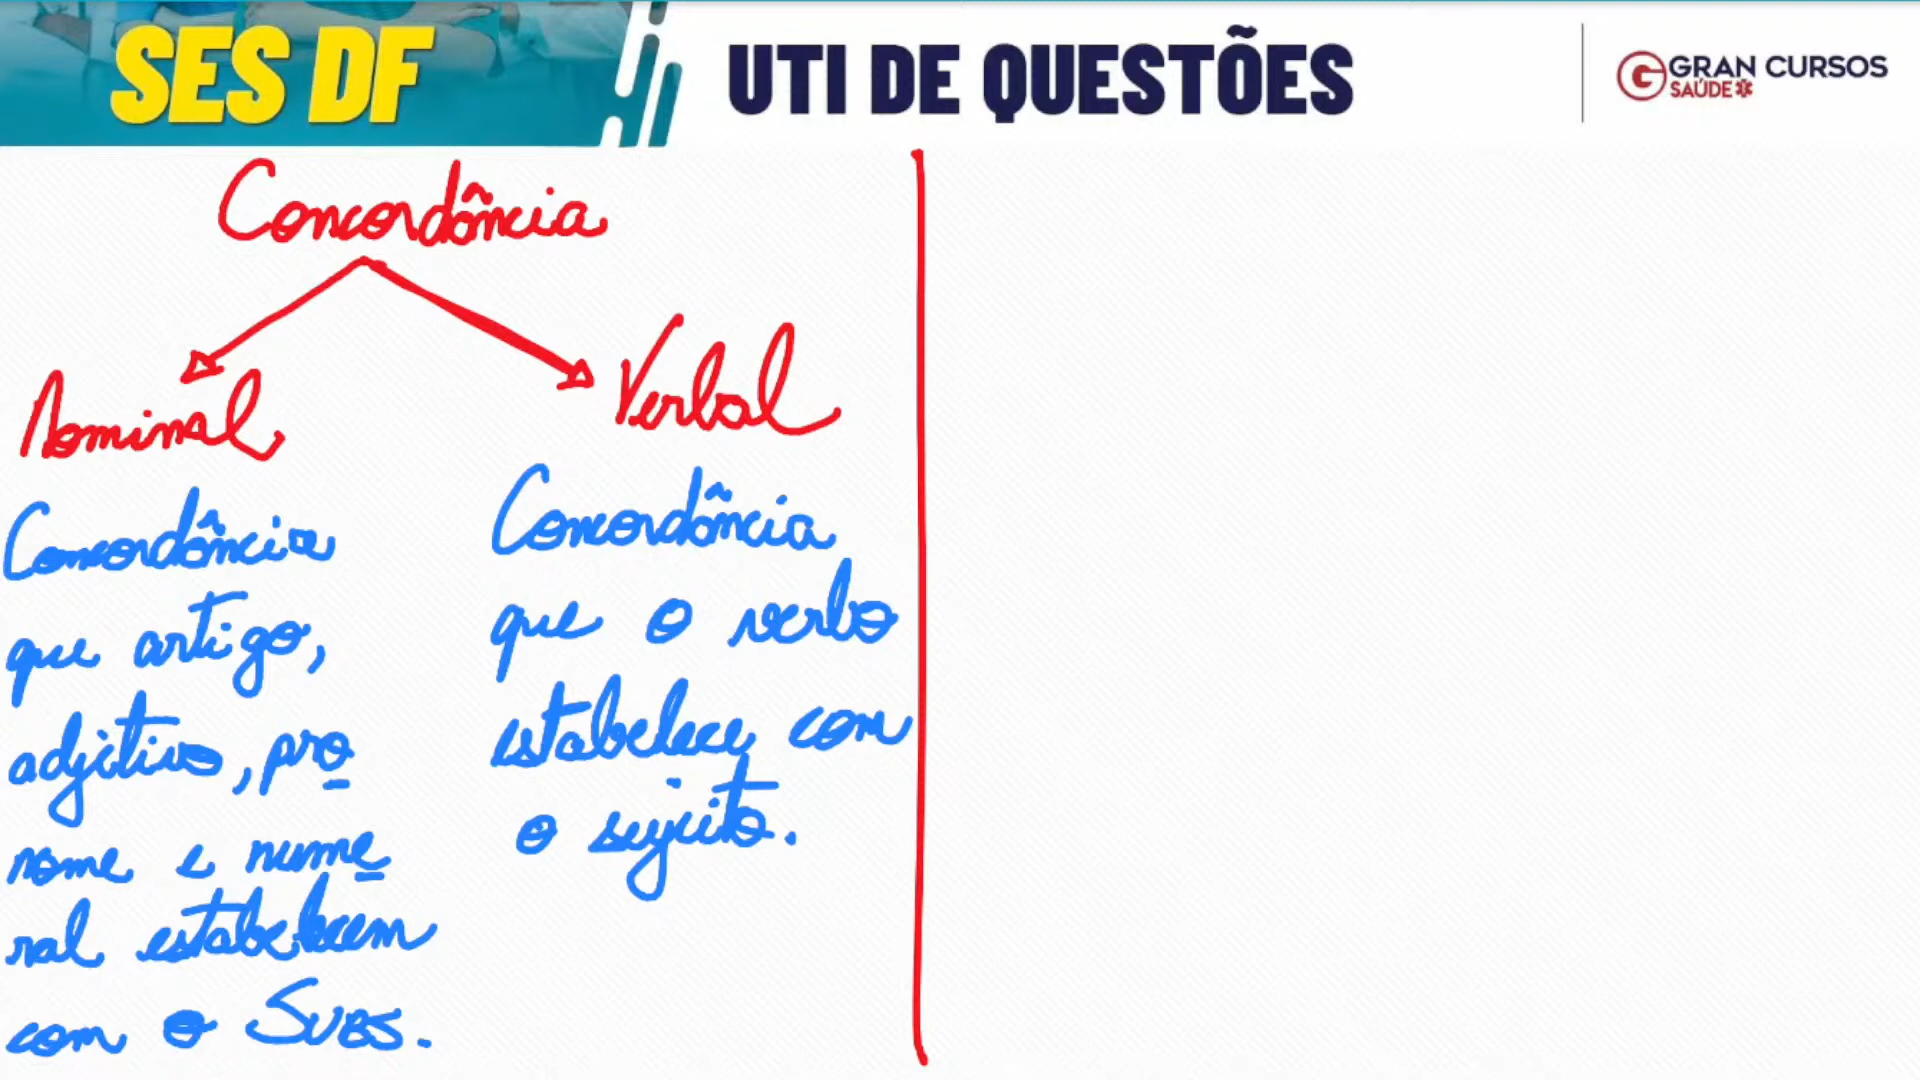 SES DF
UTI DE QUESTÕES
GRAN CURSOS
SAÚDE
Concordância
Nominal
Concordância
que artigo,
adjetivo, pro
nome e nume
ral estabelecem
com o SUBS.
Verbal
Concordância
que o verbo
estabelece com
o sujeito.